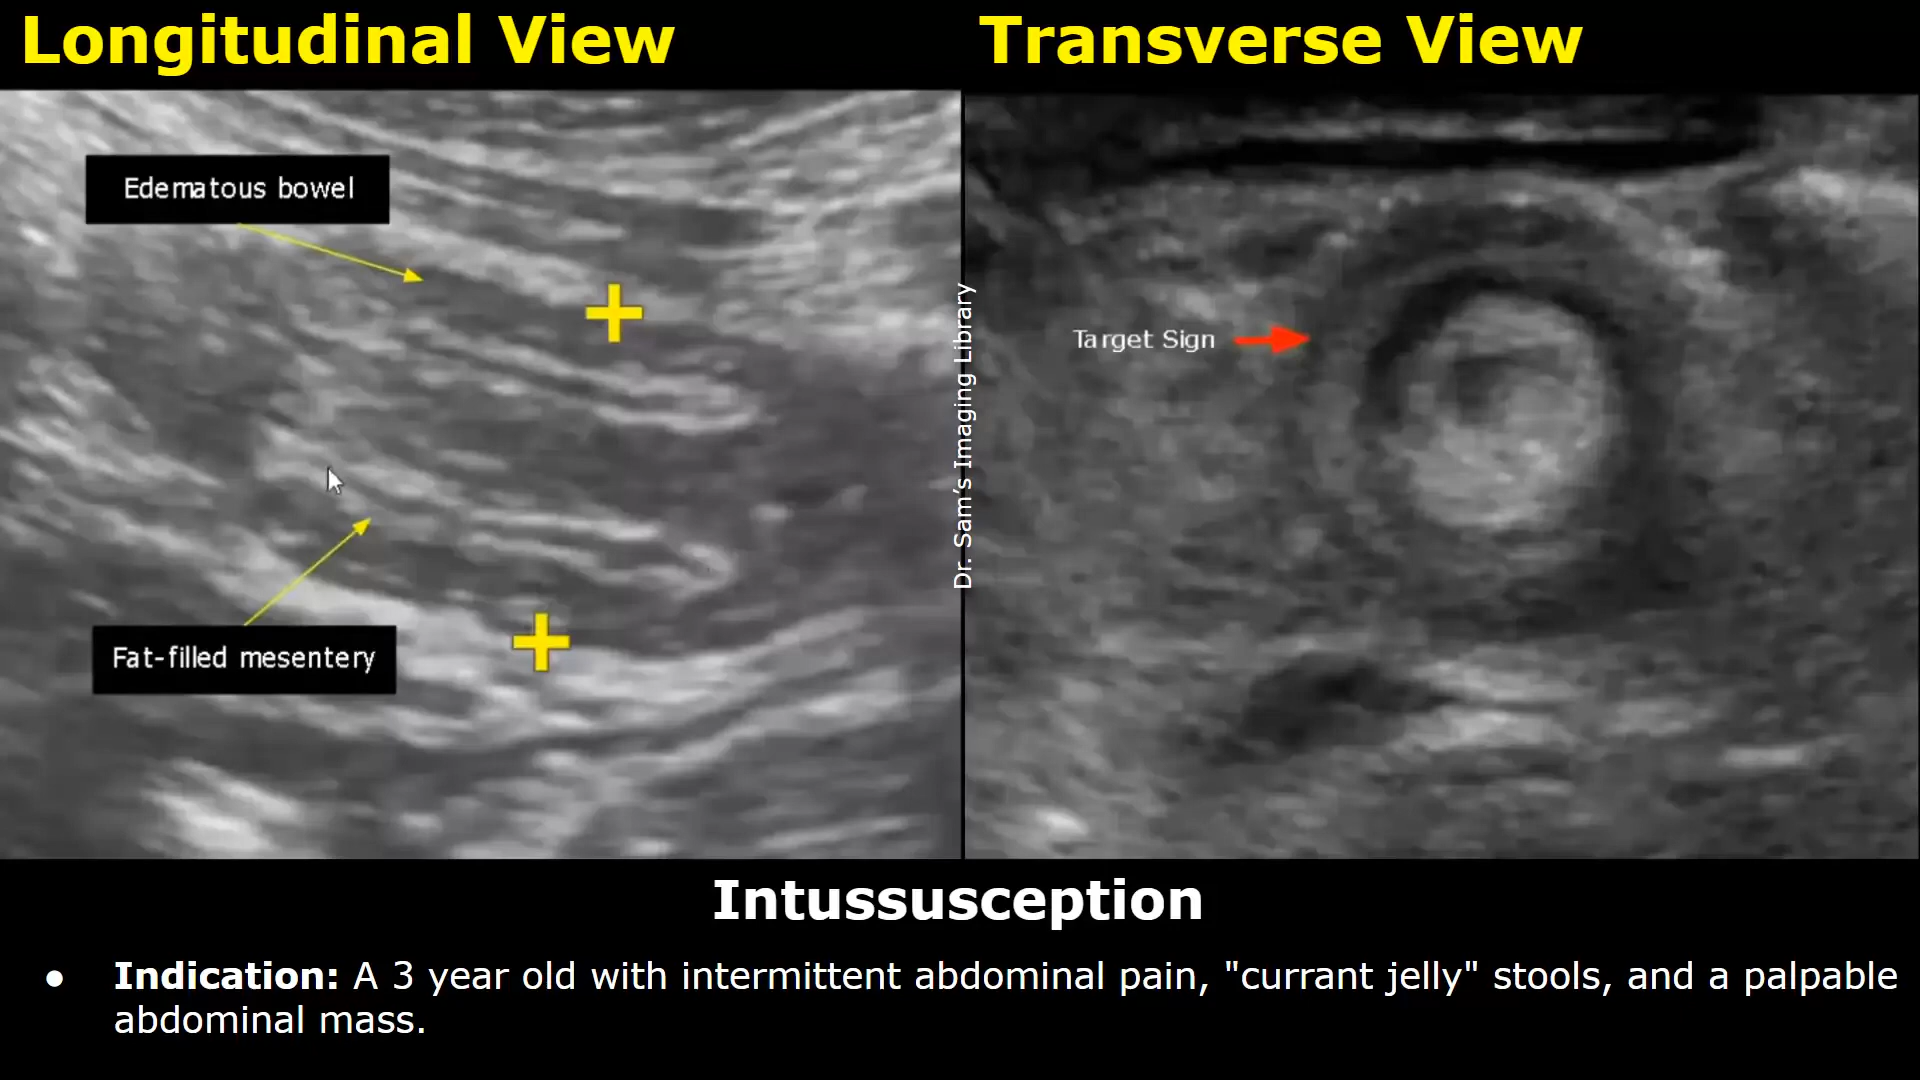 Longitudinal View
Transverse View
Edematous bowel
Fat-filled mesentery
Dr. Sam's Imaging Library
Target Sign
Intussusception
● Indication: A 3 year old with intermittent abdominal pain, "currant jelly" stools, and a palpable
abdominal mass.